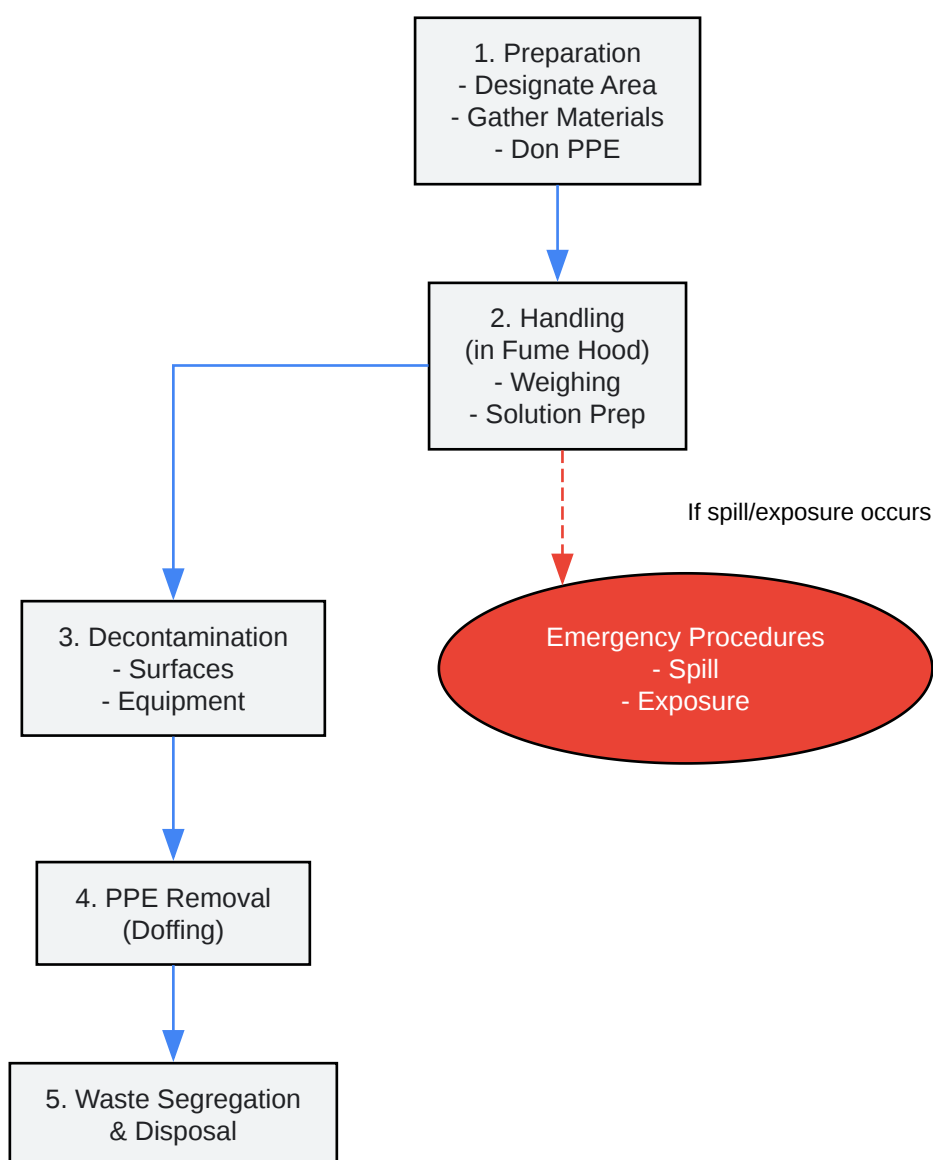 1. Preparation
- Designate Area
- Gather Materials
- Don PPE
2. Handling
(in Fume Hood)
- Weighing
- Solution Prep
If spill/exposure occurs
3. Decontamination
- Surfaces
- Equipment
Emergency Procedures
- Spill
- Exposure
4. PPE Removal
(Doffing)
5. Waste Segregation
& Disposal